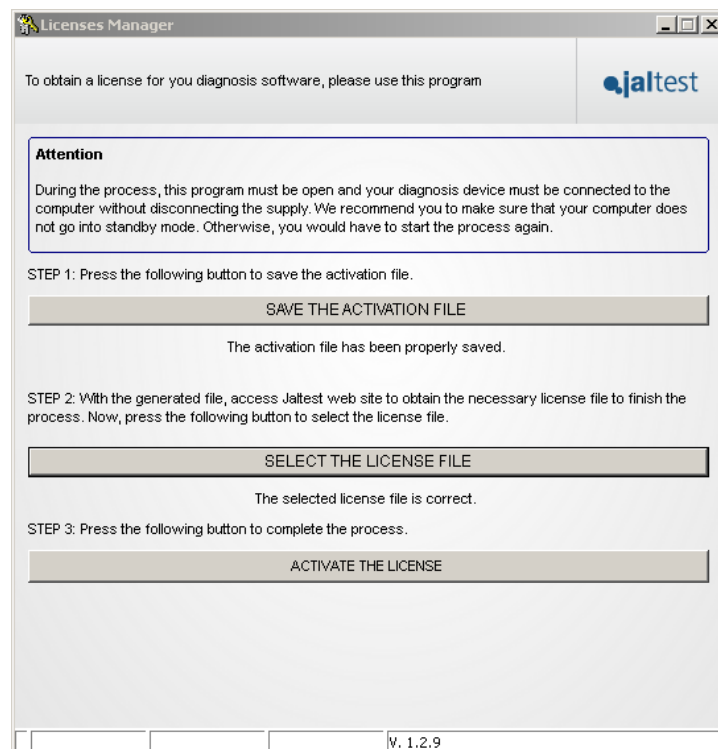 Licenses Manager
To obtain a license for you diagnosis software, please use this program
jaltest
Attention
During the process, this program must be open and your diagnosis device must be connected to the
computer without disconnecting the supply. We recommend you to make sure that your computer does
not go into standby mode. Otherwise, you would have to start the process again.
STEP 1: Press the following button to save the activation file.
SAVE THE ACTIVATION FILE
The activation file has been properly saved.
STEP 2: With the generated file, access Jaltest web site to obtain the necessary license file to finish the
process. Now, press the following button to select the license file.
SELECT THE LICENSE FILE
The selected license file is correct.
STEP 3: Press the following button to complete the process.
ACTIVATE THE LICENSE
V. 1.2.9